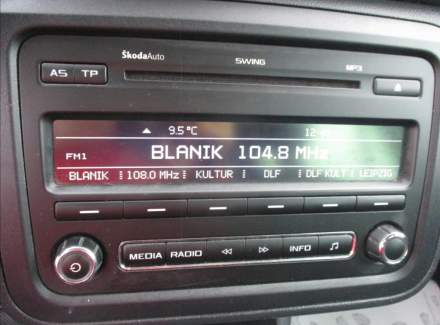 ŠkodaAuto SWING MP3
AS TP
9.5 °C
FM1 BLANIK 104.8 MHz
BLANIK 108.0 MHz KULTUR DLF DLF KULT LEIPZIG
MEDIA RADIO INFO